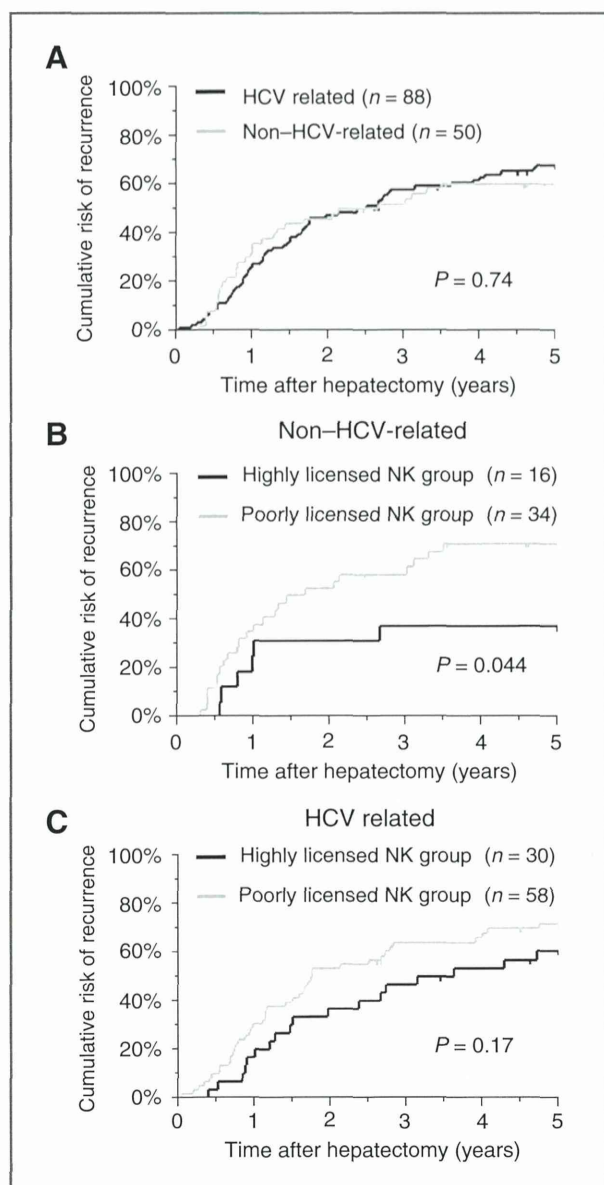 A
100%
80%
60%
40%
20%
0%
Cumulative risk of recurrence
HCV related (n = 88)
Non–HCV-related (n = 50)
P = 0.74
0 1 2 3 4 5
Time after hepatectomy (years)
B
Non–HCV-related
100%
80%
60%
40%
20%
0%
Cumulative risk of recurrence
Highly licensed NK group (n = 16)
Poorly licensed NK group (n = 34)
P = 0.044
0 1 2 3 4 5
Time after hepatectomy (years)
C
HCV related
100%
80%
60%
40%
20%
0%
Cumulative risk of recurrence
Highly licensed NK group (n = 30)
Poorly licensed NK group (n = 58)
P = 0.17
0 1 2 3 4 5
Time after hepatectomy (years)